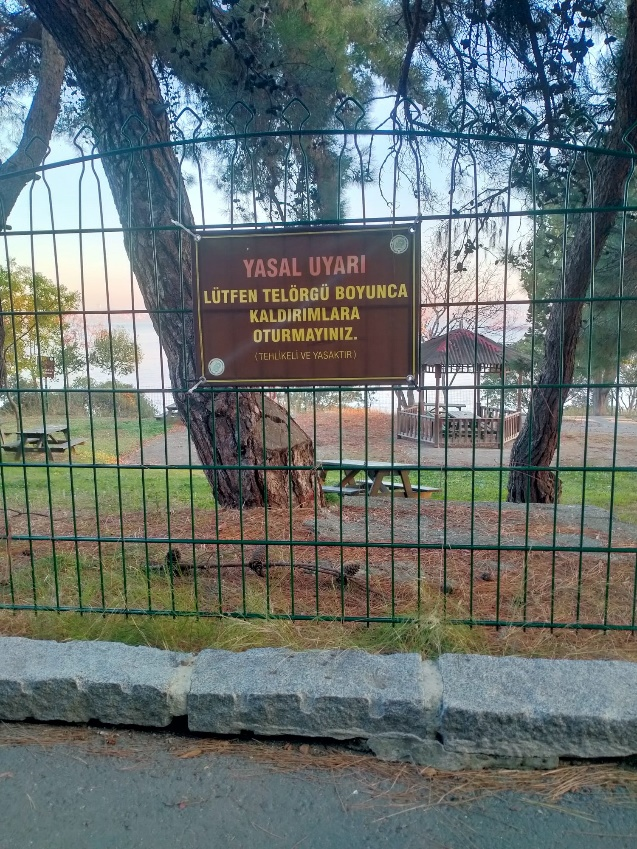 YASAL UYARI
LÜTFEN TELÖRGÜ BOYUNCA
KALDIRIMLARA
OTURMAYINIZ.
(TEHLİKELİ VE YASAKTIR)